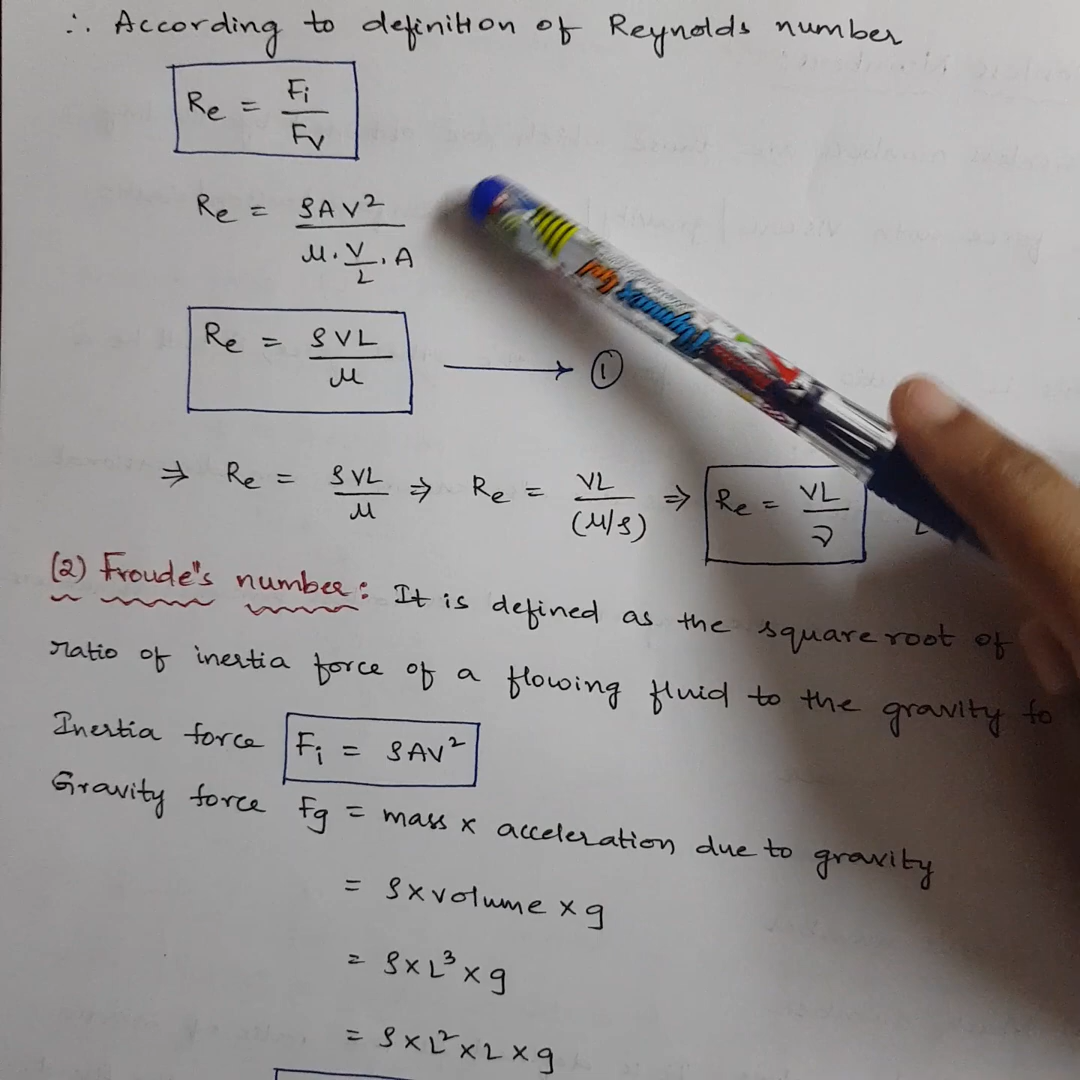 ∴ According to definition of Reynolds number
Re = Fi / Fv
Re = ρAV² / μ.V/L.A
Re = ρVL / μ ⟶ ①
⇒ Re = ρVL / μ ⇒ Re = VL / (μ/ρ) ⇒ Re = VL / ν
(2) Froude's number: It is defined as the square root of
ratio of inertia force of a flowing fluid to the gravity fo
Inertia force Fi = ρAV²
Gravity force Fg = mass x acceleration due to gravity
= ρ x volume x g
= ρ x L³ x g
= ρ x L² x L x g